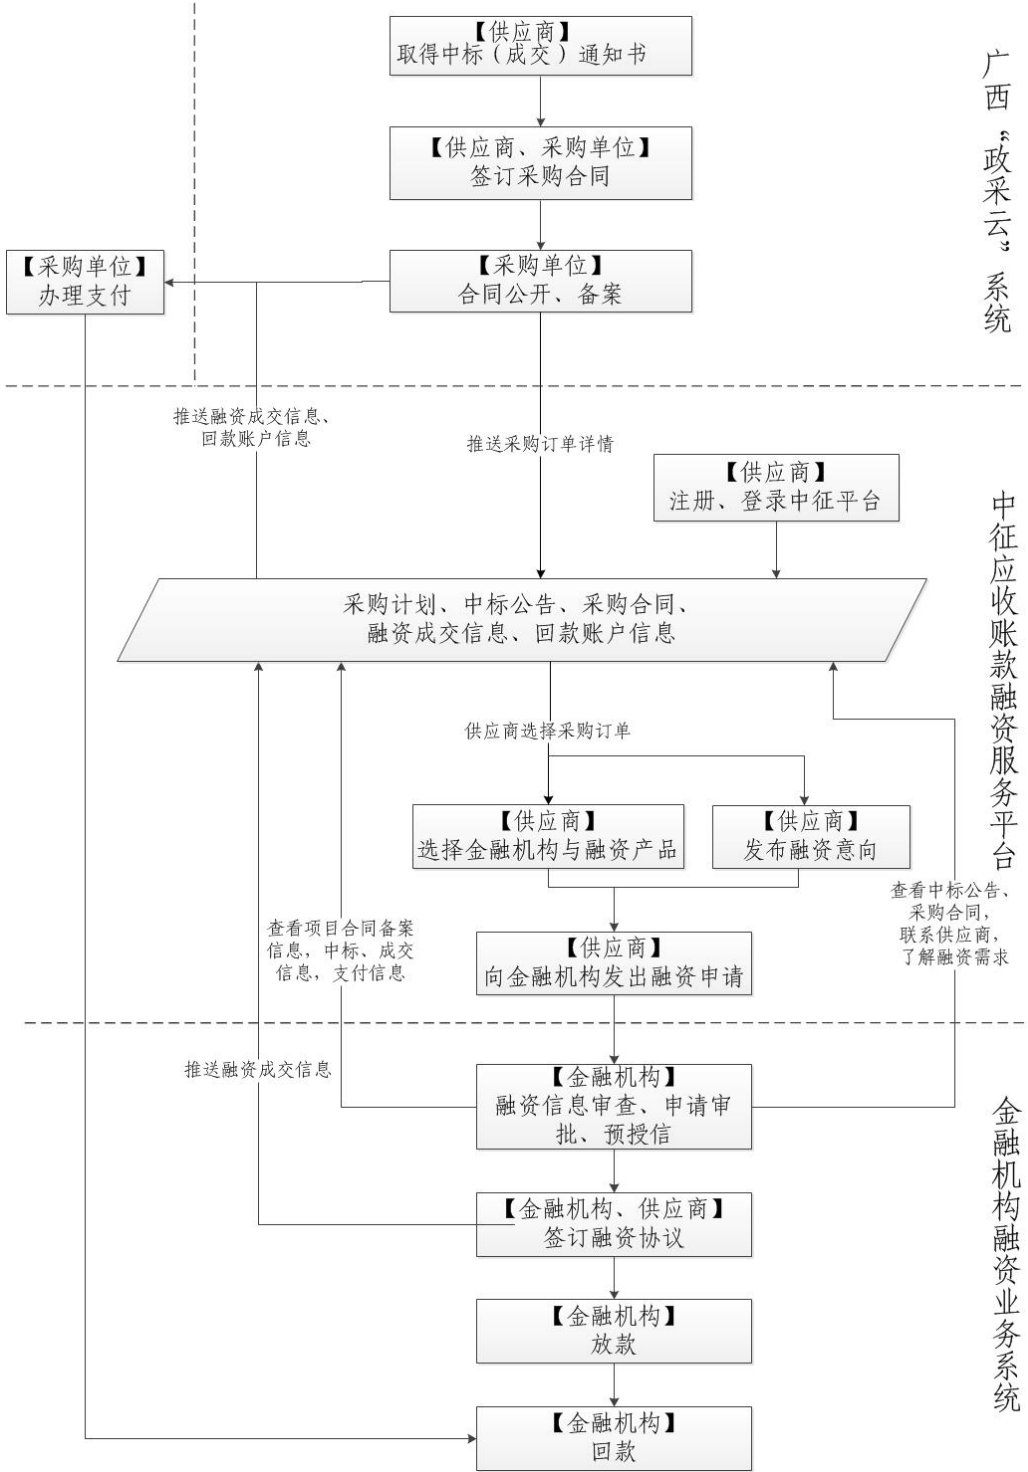 【供应商】
取得中标（成交）通知书
【供应商、采购单位】
签订采购合同
【采购单位】
合同公开、备案
【采购单位】
办理支付
广西“政采云”系统
推送融资成交信息、
回款账户信息
推送采购订单详情
【供应商】
注册、登录中征平台
采购计划、中标公告、采购合同、
融资成交信息、回款账户信息
中征应收账款融资服务平台
供应商选择采购订单
【供应商】
选择金融机构与融资产品
【供应商】
发布融资意向
查看中标公告、
采购合同，
联系供应商，
了解融资需求
查看项目合同备案
信息，中标、成交
信息，支付信息
【供应商】
向金融机构发出融资申请
推送融资成交信息
【金融机构】
融资信息审查、申请审
批、预授信
【金融机构、供应商】
签订融资协议
【金融机构】
放款
【金融机构】
回款
金融机构融资业务系统